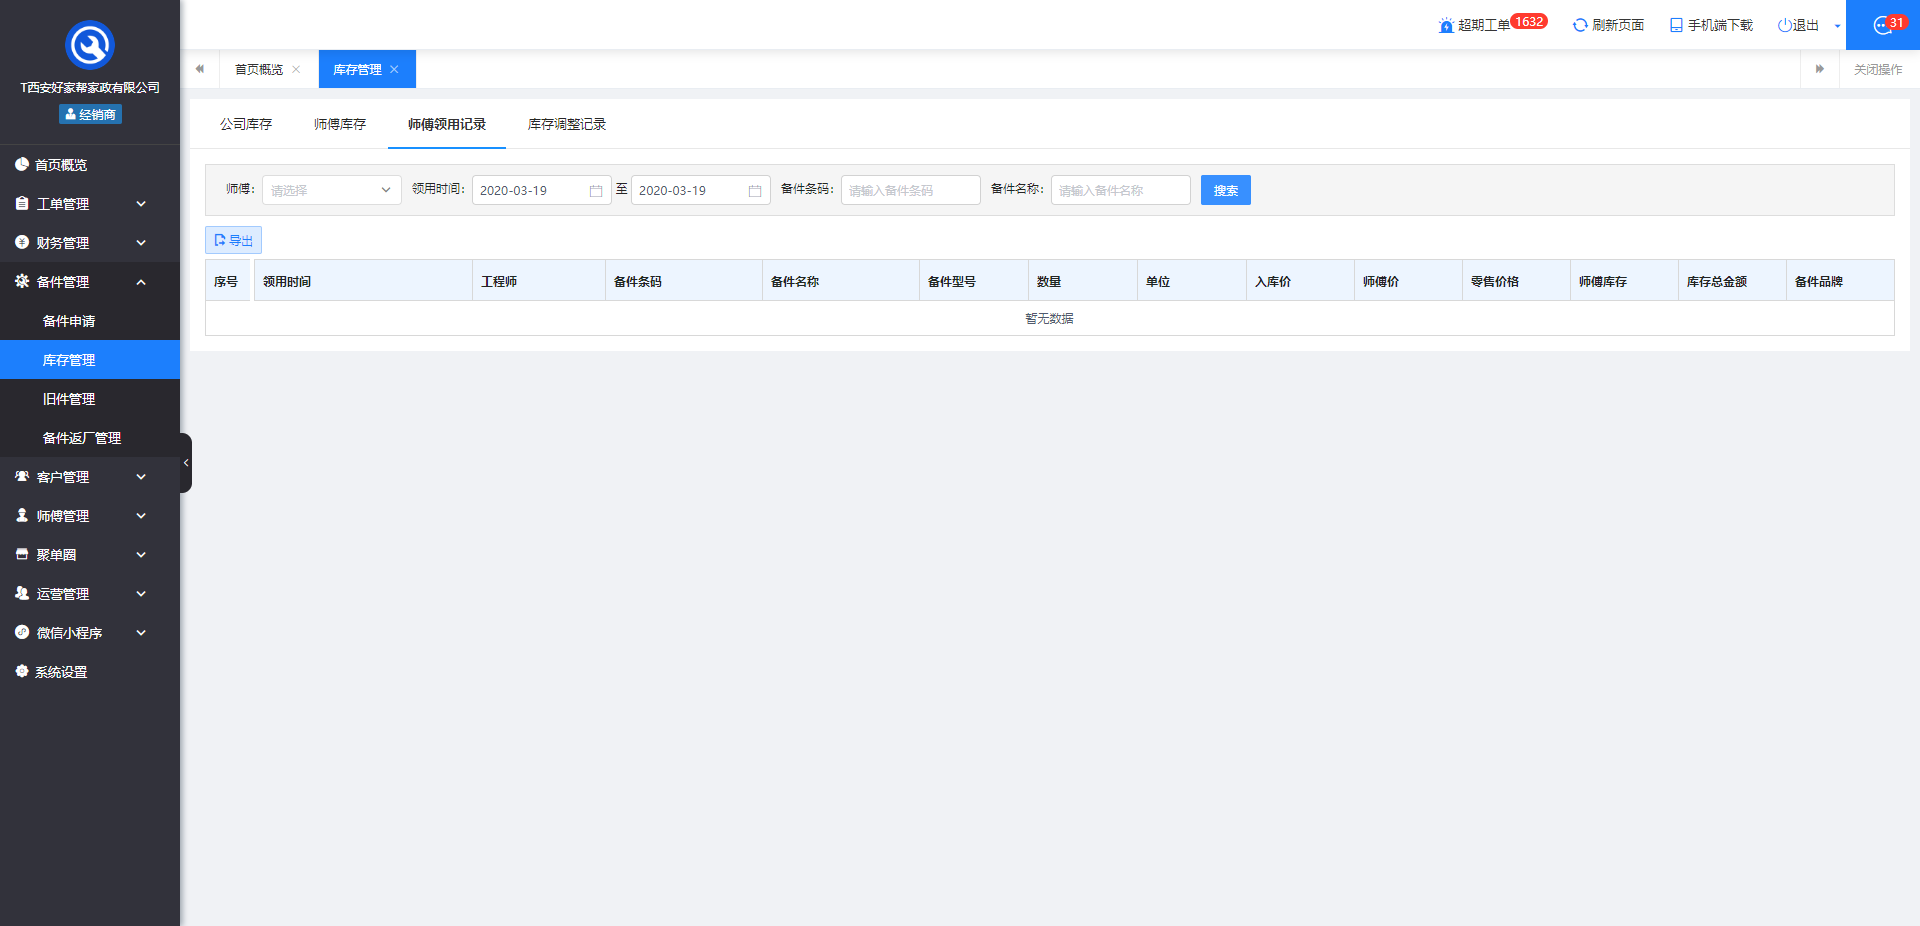 T西安好家帮家政有限公司
经销商
首页概览
工单管理
财务管理
备件管理
备件申请
库存管理
旧件管理
备件返厂管理
客户管理
师傅管理
聚单圈
运营管理
微信小程序
系统设置
超期工单 1632 刷新页面 手机端下载 退出 31
首页概览 库存管理 关闭操作
公司库存 师傅库存 师傅领用记录 库存调整记录
师傅: 请选择 领用时间: 2020-03-19 至 2020-03-19 备件条码: 请输入备件条码 备件名称: 请输入备件名称 搜索
导出
序号 领用时间 工程师 备件条码 备件名称 备件型号 数量 单位 入库价 师傅价 零售价格 师傅库存 库存总金额 备件品牌
暂无数据